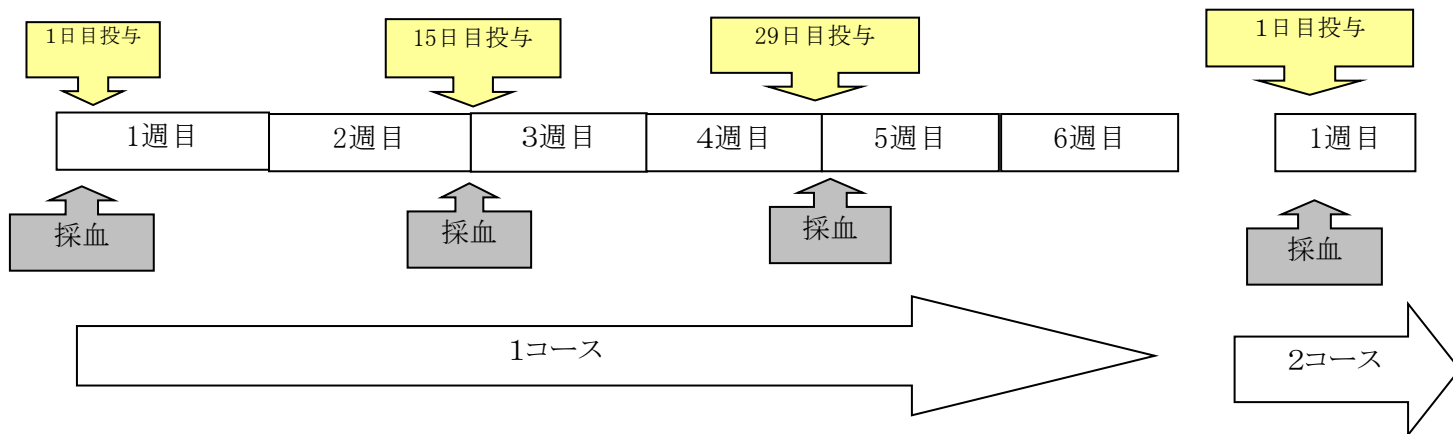 1日目投与
15日目投与
29日目投与
1日目投与
1週目
2週目
3週目
4週目
5週目
6週目
1週目
採血
採血
採血
採血
1コース
2コース